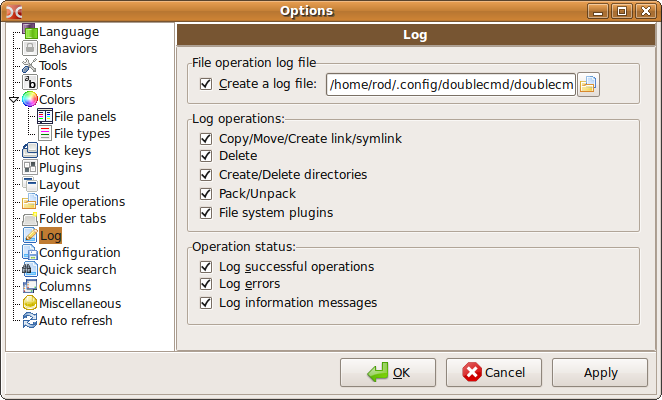 Options
Language
Behaviors
Tools
Fonts
Colors
File panels
File types
Hot keys
Plugins
Layout
File operations
Folder tabs
Log
Configuration
Quick search
Columns
Miscellaneous
Auto refresh
Log
File operation log file
Create a log file: /home/rod/.config/doublecmd/doublecm
Log operations:
Copy/Move/Create link/symlink
Delete
Create/Delete directories
Pack/Unpack
File system plugins
Operation status:
Log successful operations
Log errors
Log information messages
OK Cancel Apply